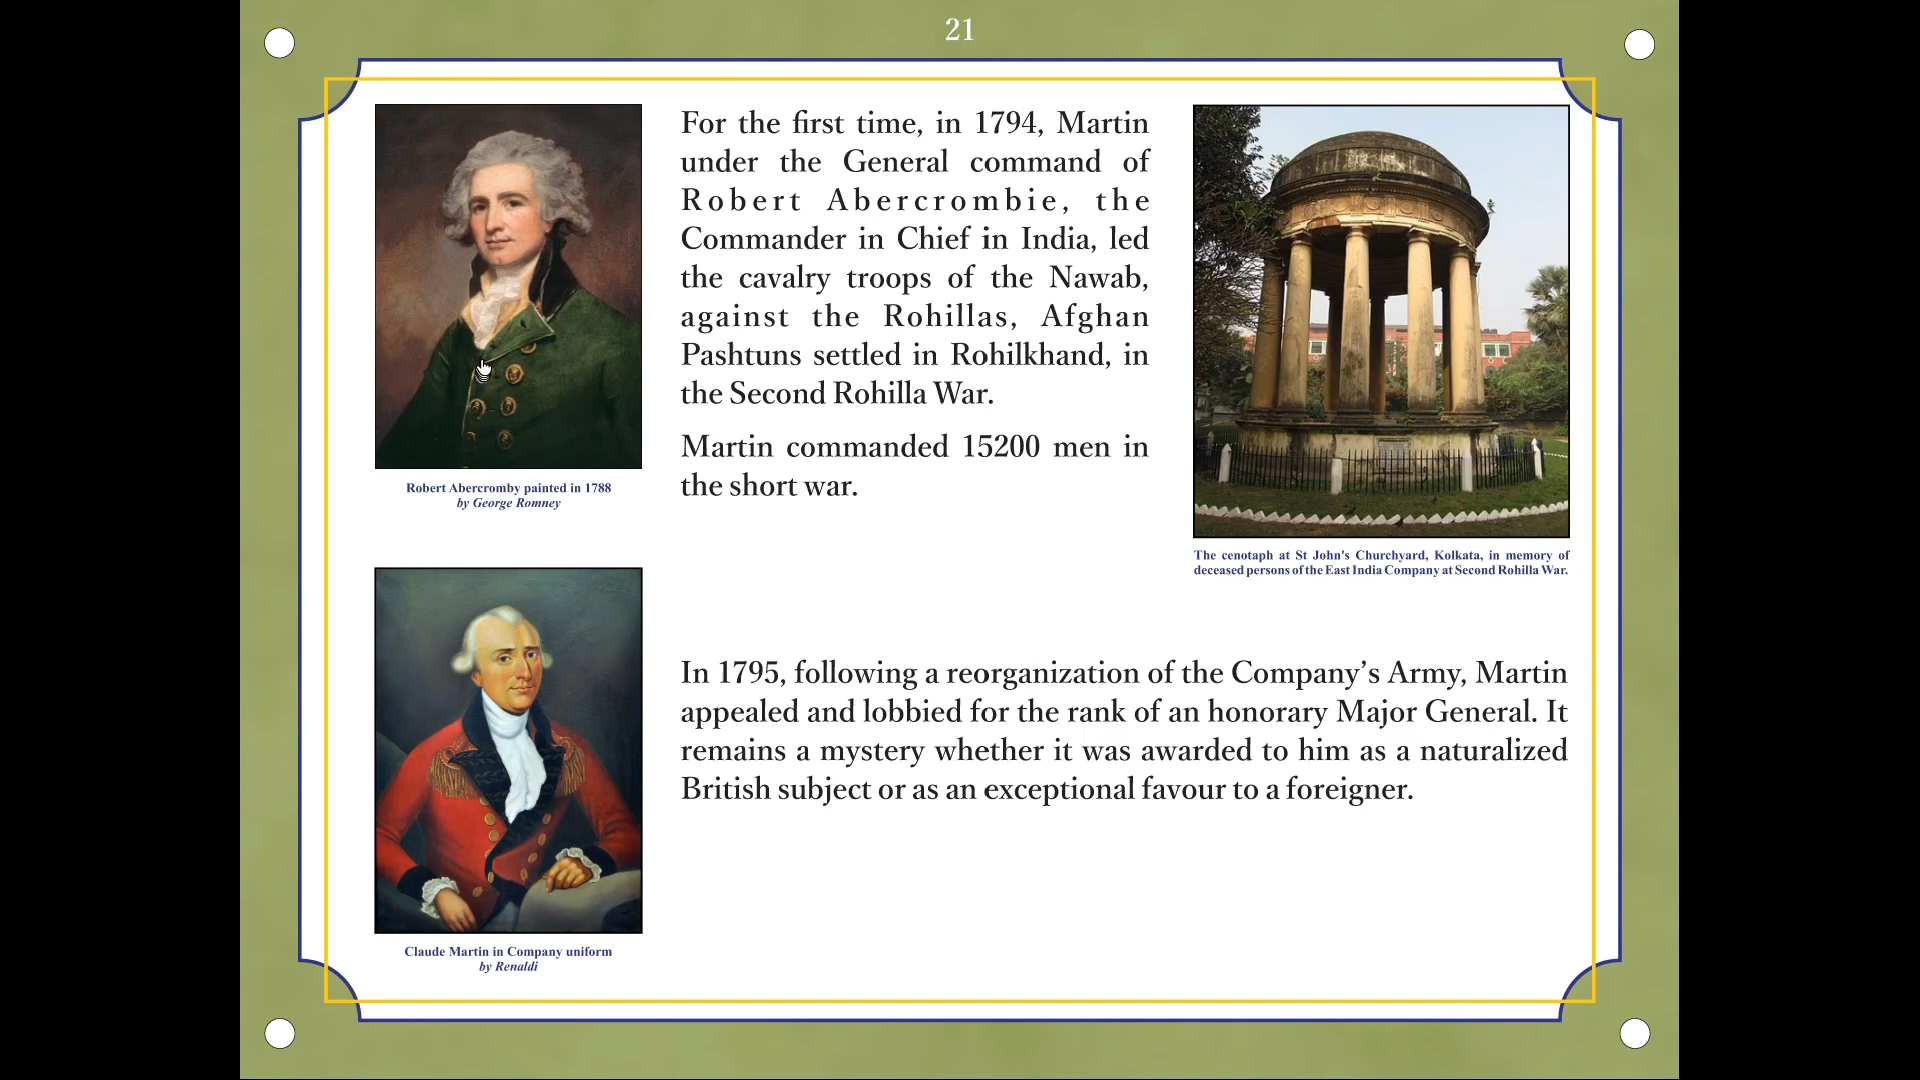 21
For the first time, in 1794, Martin
under the General command of
Robert Abercrombie, the
Commander in Chief in India, led
the cavalry troops of the Nawab,
against the Rohillas, Afghan
Pashtuns settled in Rohilkhand, in
the Second Rohilla War.
Martin commanded 15200 men in
the short war.
Robert Abercromby painted in 1788
by George Romney
The cenotaph at St John's Churchyard, Kolkata, in memory of
deceased persons of the East India Company at Second Rohilla War.
In 1795, following a reorganization of the Company’s Army, Martin
appealed and lobbied for the rank of an honorary Major General. It
remains a mystery whether it was awarded to him as a naturalized
British subject or as an exceptional favour to a foreigner.
Claude Martin in Company uniform
by Renaldi